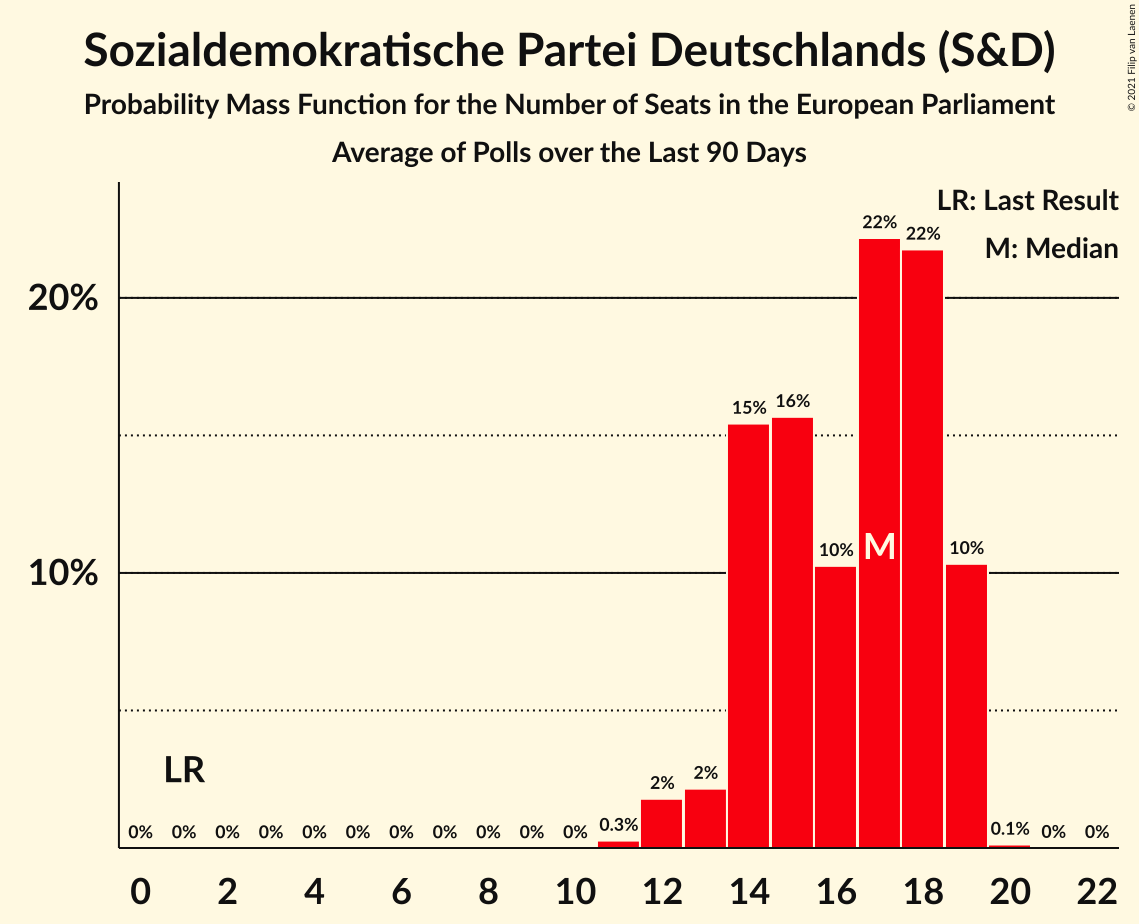 Sozialdemokratische Partei Deutschlands (S&D)
Probability Mass Function for the Number of Seats in the European Parliament
Average of Polls over the Last 90 Days
© 2021 Filip van Laenen
LR: Last Result
M: Median
22% 22%
20%
15% 16%
10% M 10%
10%
LR
2% 2%
0% 0% 0% 0% 0% 0% 0% 0% 0% 0% 0% 0.3% 0.1% 0% 0%
0 2 4 6 8 10 12 14 16 18 20 22